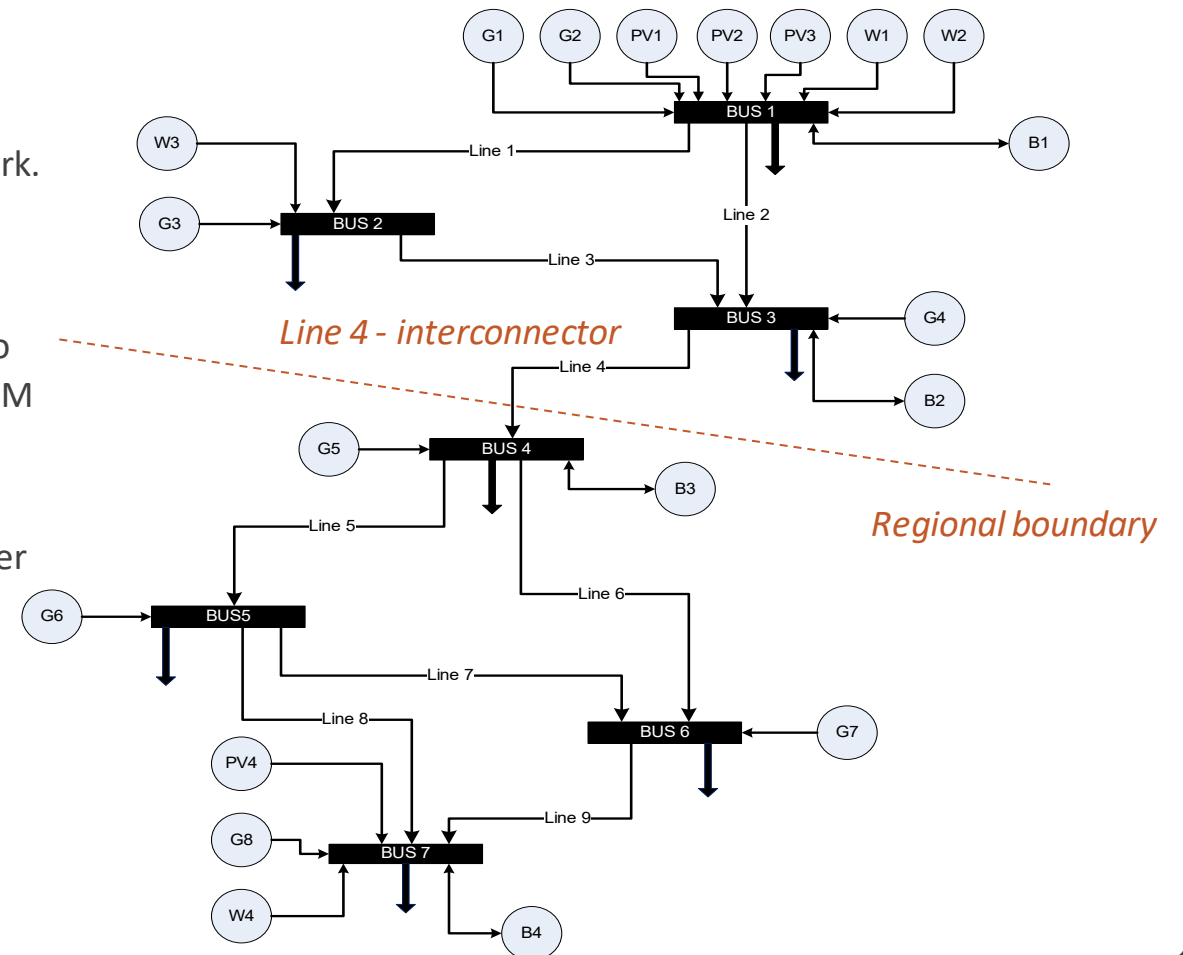 G1
G2
PV1
PV2
PV3
W1
W2
BUS 1
W3
Line 1
B1
rk.
G3
BUS 2
Line 2
Line 3
BUS 3
G4
Line 4 - interconnector
o
Line 4
M
B2
G5
BUS 4
B3
Line 5
Regional boundary
er
Line 6
G6
BUS5
Line 7
Line 8
BUS 6
G7
PV4
Line 9
G8
BUS 7
W4
B4